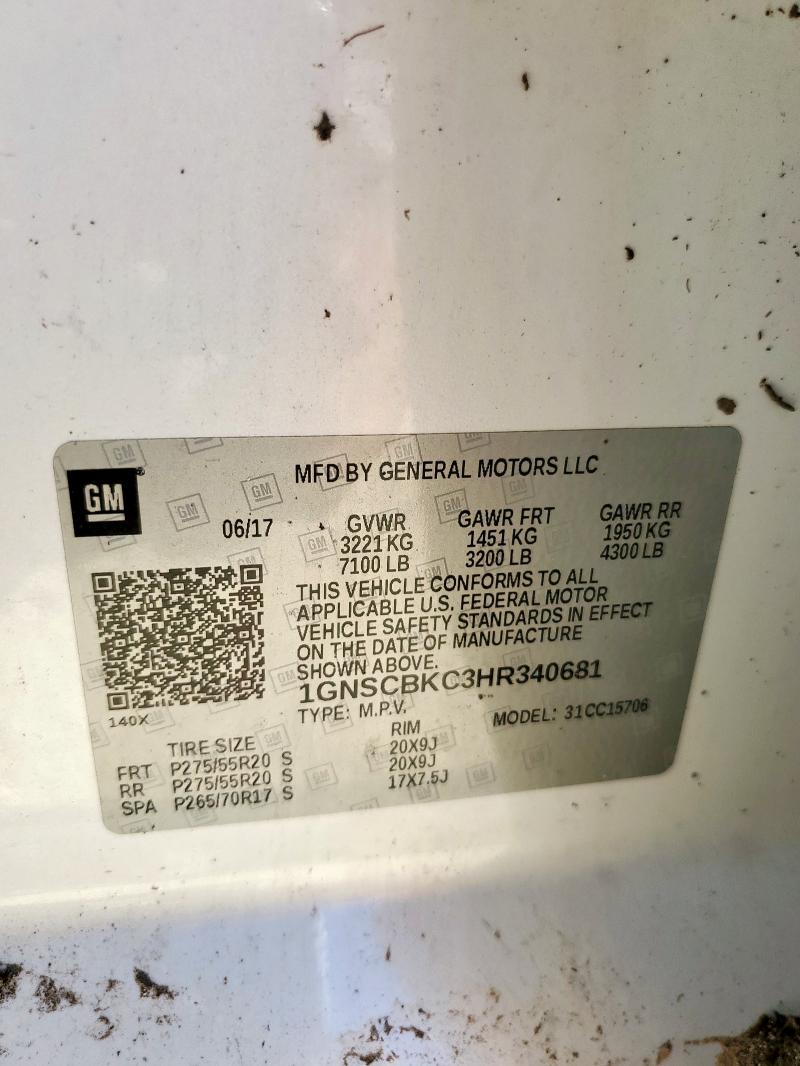 GM
MFD BY GENERAL MOTORS LLC
06/17
GVWR GAWR FRT GAWR RR
3221 KG 1451 KG 1950 KG
7100 LB 3200 LB 4300 LB
THIS VEHICLE CONFORMS TO ALL
APPLICABLE U.S. FEDERAL MOTOR
VEHICLE SAFETY STANDARDS IN EFFECT
ON THE DATE OF MANUFACTURE
SHOWN ABOVE.
1GNSCBKC3HR340681
140X
TYPE: M.P.V. MODEL: 31CC15706
TIRE SIZE RIM
FRT P275/55R20 S 20X9J
RR P275/55R20 S 20X9J
SPA P265/70R17 S 17X7.5J